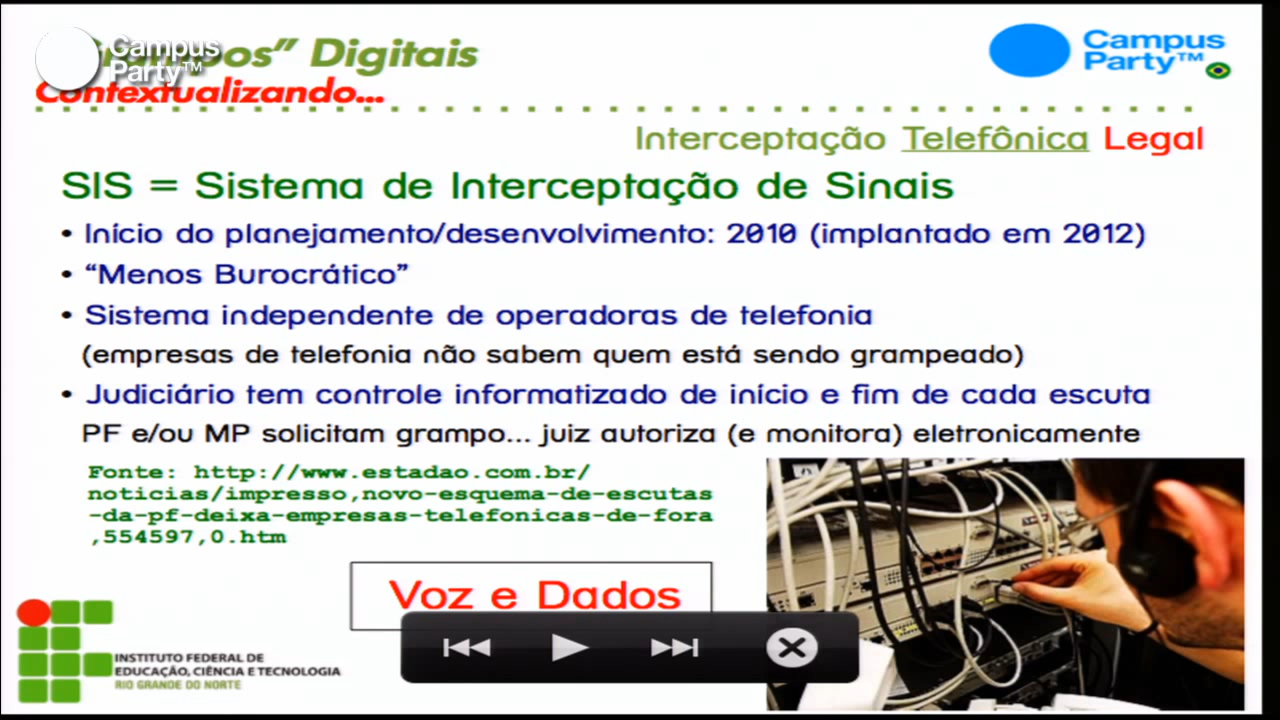 Digitais
Campus
Party™
Contextualizando...
Campus
Party™
Interceptação Telefônica Legal
SIS = Sistema de Interceptação de Sinais
• Início do planejamento/desenvolvimento: 2010 (implantado em 2012)
• “Menos Burocrático”
• Sistema independente de operadoras de telefonia
(empresas de telefonia não sabem quem está sendo grampeado)
• Judiciário tem controle informatizado de início e fim de cada escuta
PF e/ou MP solicitam grampo... juiz autoriza (e monitora) eletronicamente
Fonte: http://www.estadao.com.br/
noticias/impresso,novo-esquema-de-escutas
-da-pf-deixa-empresas-telefonicas-de-fora
,554597,0.htm
Voz e Dados
INSTITUTO FEDERAL DE
EDUCAÇÃO, CIÊNCIA E TECNOLOGIA
RIO GRANDE DO NORTE